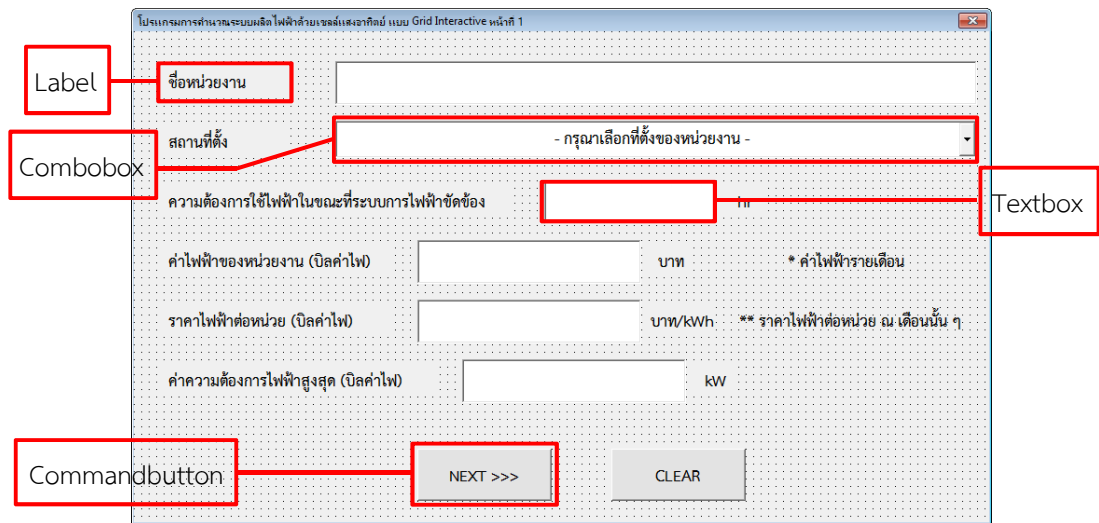 โปรแกรมการคำนวณระบบผลิตไฟฟ้าด้วยเซลล์แสงอาทิตย์ แบบ Grid Interactive หน้าที่ 1
Label
ชื่อหน่วยงาน
สถานที่ตั้ง
- กรุณาเลือกที่ตั้งของหน่วยงาน -
Combobox
ความต้องการใช้ไฟฟ้าในขณะที่ระบบการไฟฟ้าขัดข้อง
hr
Textbox
ค่าไฟฟ้าของหน่วยงาน (บิลค่าไฟ)
บาท
* ค่าไฟฟ้ารายเดือน
ราคาไฟฟ้าต่อหน่วย (บิลค่าไฟ)
บาท/kWh
** ราคาไฟฟ้าต่อหน่วย ณ เดือนนั้น ๆ
ค่าความต้องการไฟฟ้าสูงสุด (บิลค่าไฟ)
kW
Commandbutton
NEXT >>>
CLEAR